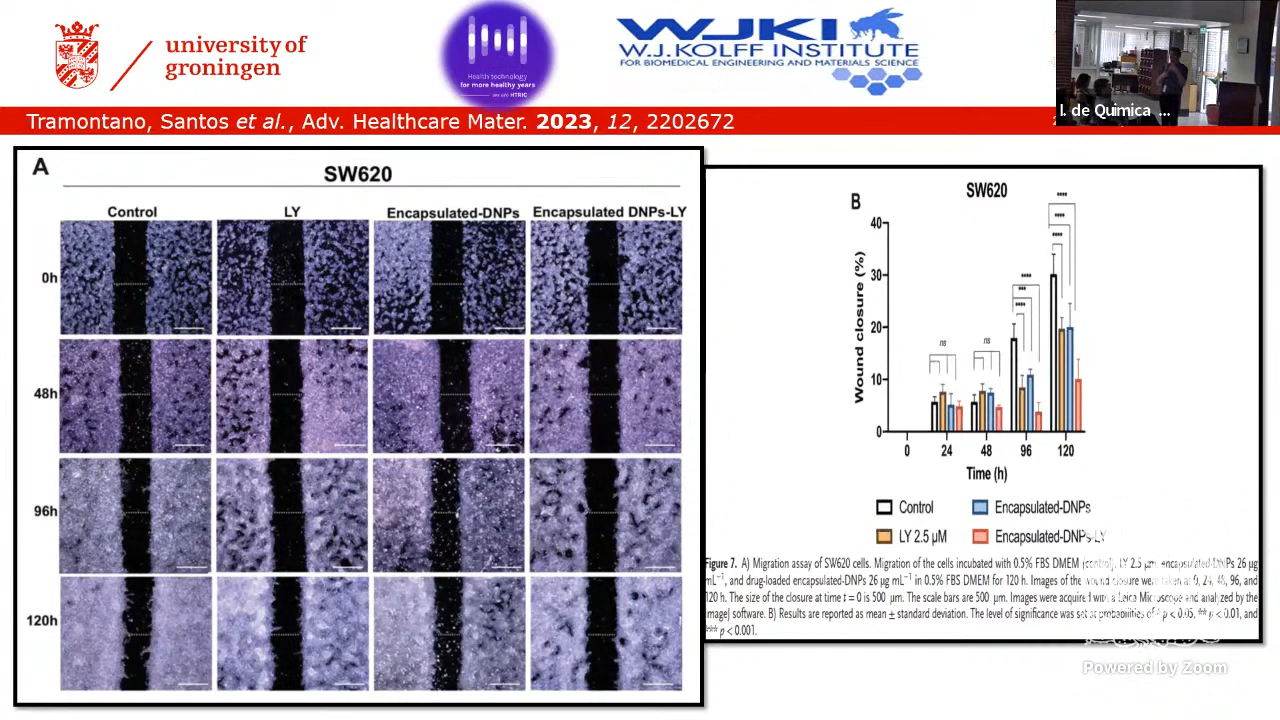 university of
groningen
Health technology
for more healthy years
we are HTRIC
WJKI
W.J.KOLFF INSTITUTE
FOR BIOMEDICAL ENGINEERING AND MATERIALS SCIENCE
I. de Quimica ...
Tramontano, Santos et al., Adv. Healthcare Mater. 2023, 12, 2202672
A
SW620
Control LY Encapsulated-DNPs Encapsulated DNPs-LY
0h
48h
96h
120h
B
SW620
Wound closure (%)
40
30
20
10
0
ns
ns
****
***
****
****
****
****
0 24 48 96 120
Time (h)
Control
Encapsulated-DNPs
LY 2.5 µM
Encapsulated-DNPs-LY
Figure 7. A) Migration assay of SW620 cells. Migration of the cells incubated with 0.5% FBS DMEM (control), LY 2.5 µm, encapsulated-DNPs 26 µg
mL−1, and drug-loaded encapsulated-DNPs 26 µg mL−1 in 0.5% FBS DMEM for 120 h. Images of the wound closure were taken at 0, 24, 48, 96, and
120 h. The size of the closure at time t = 0 is 500 µm. The scale bars are 500 µm. Images were acquired with a Leica Microscope and analyzed by the
ImageJ software. B) Results are reported as mean ± standard deviation. The level of significance was set at probabilities of * p < 0.05, ** p < 0.01, and
*** p < 0.001.
Powered by Zoom